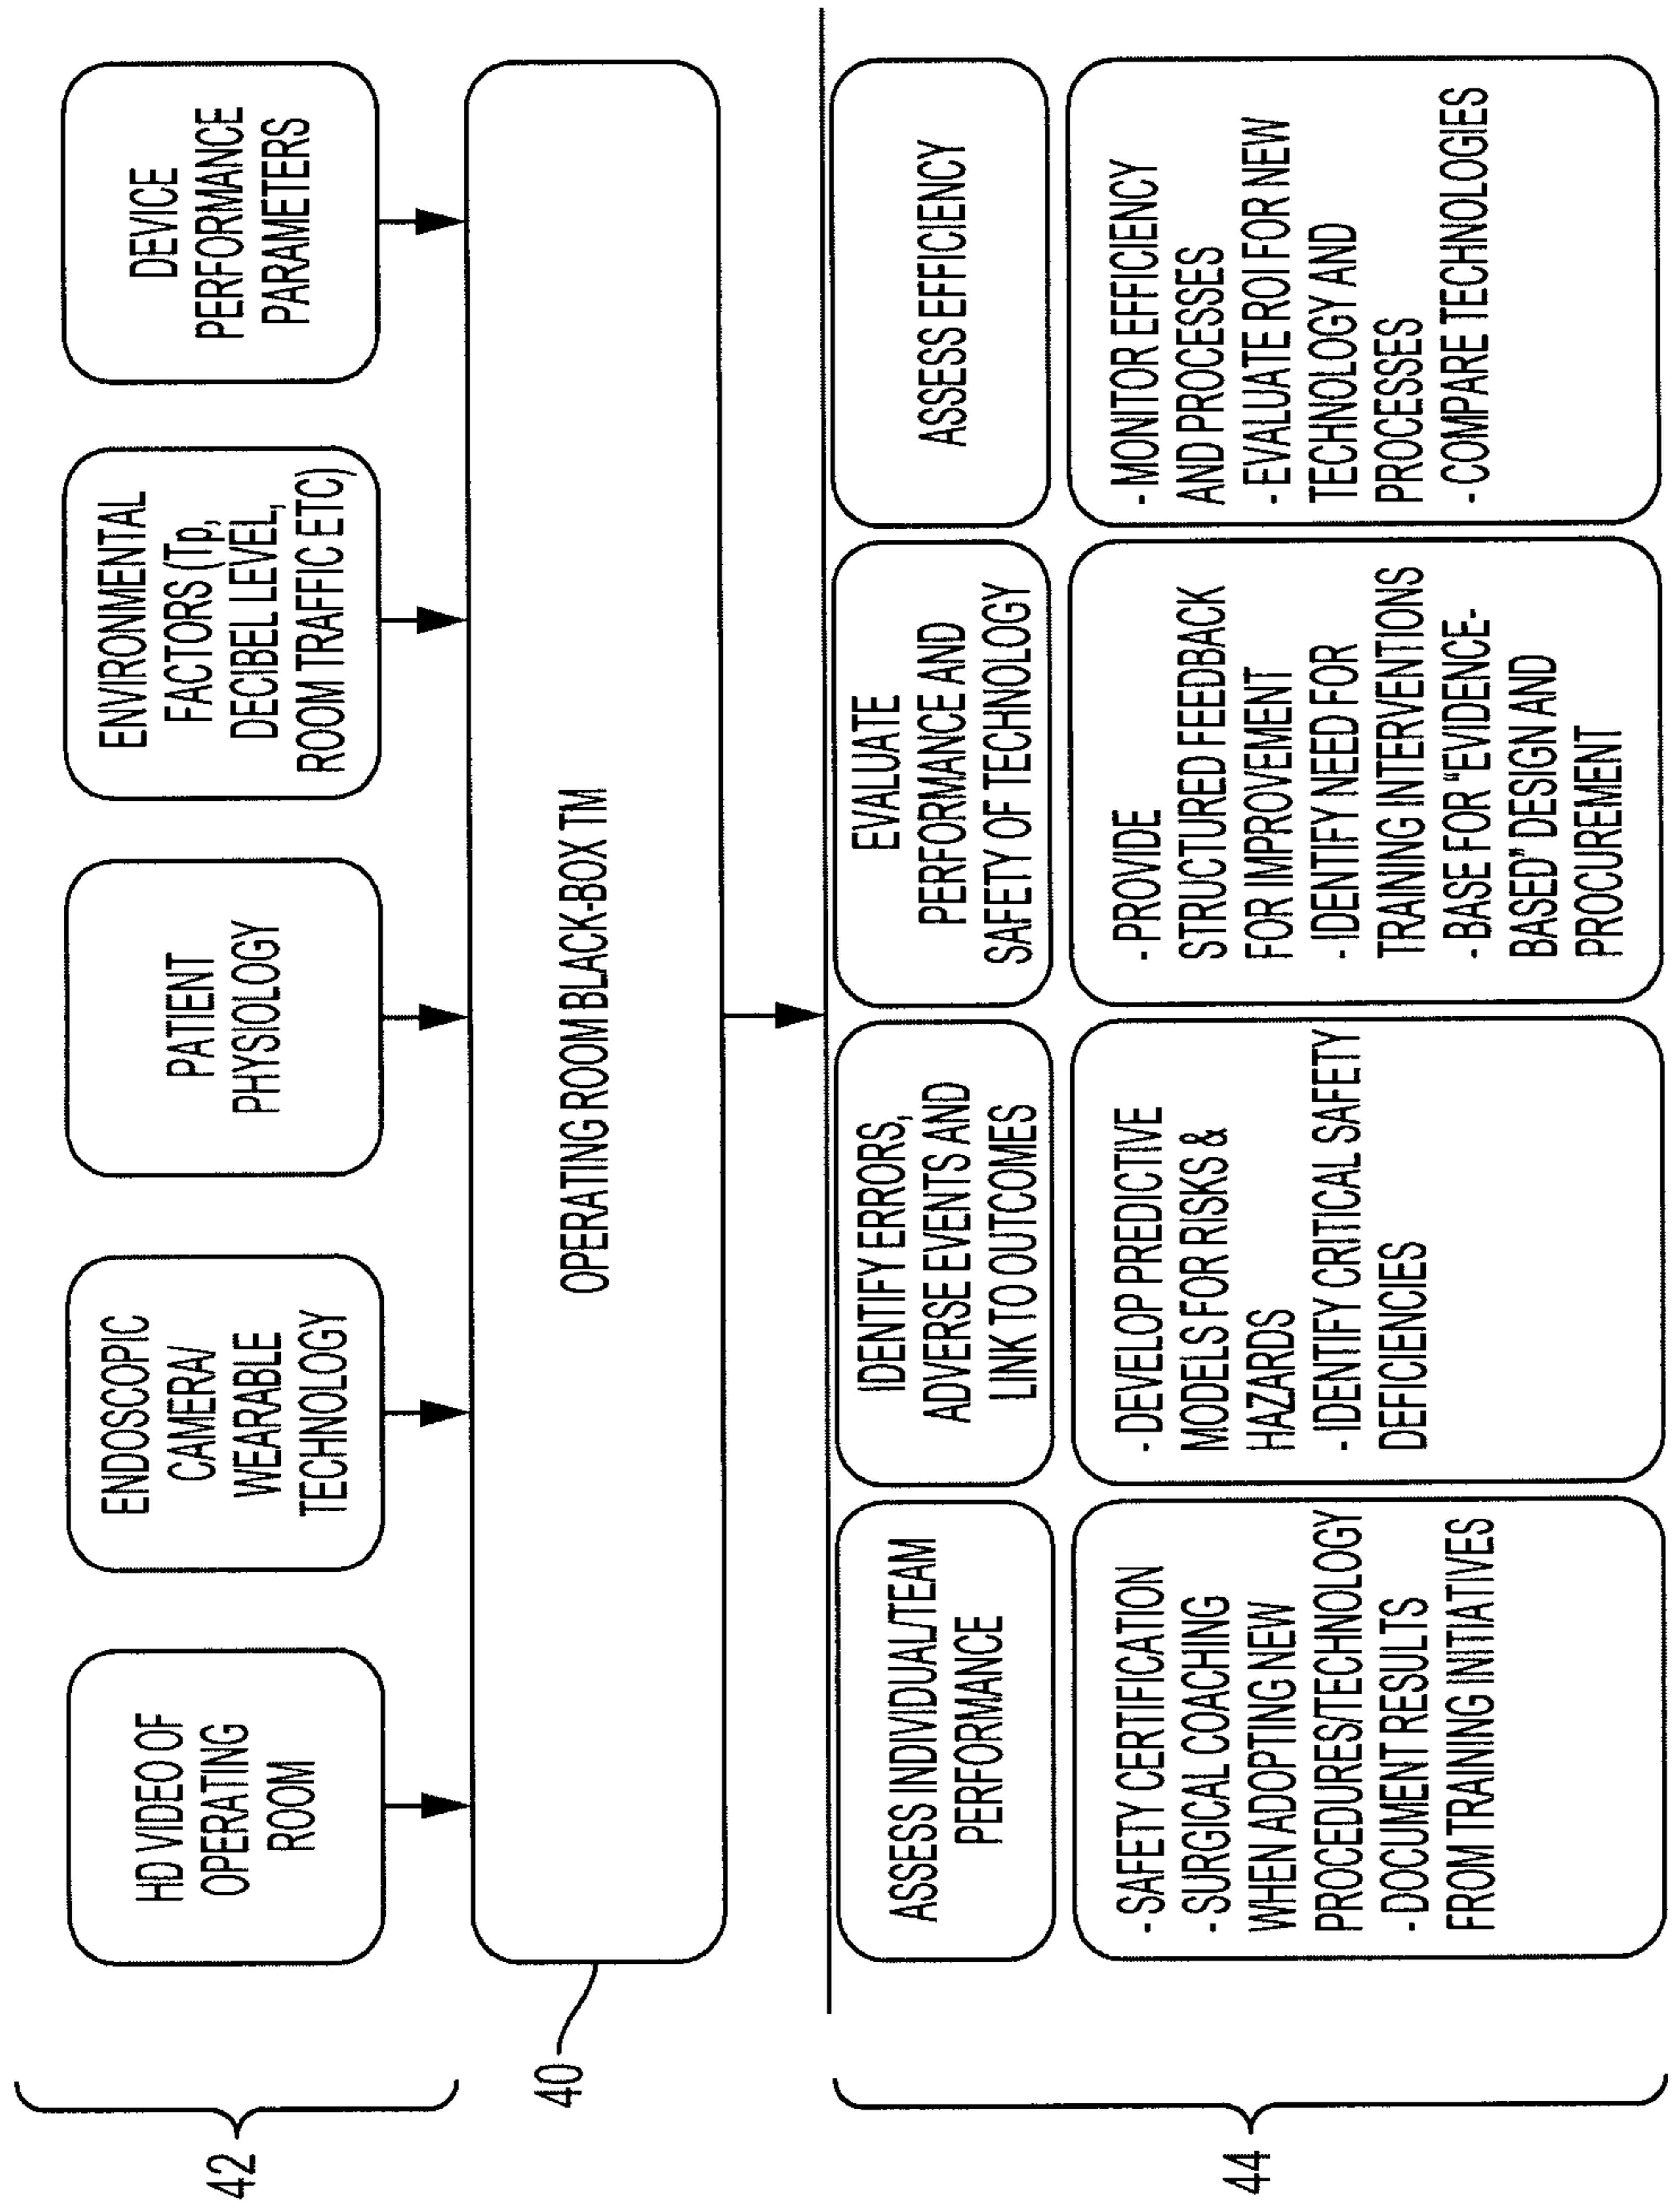 42
HD VIDEO OF
OPERATING
ROOM
ENDOSCOPIC
CAMERA/
WEARABLE
TECHNOLOGY
PATIENT
PHYSIOLOGY
ENVIRONMENTAL
FACTORS (Tp,
DECIBEL LEVEL,
ROOM TRAFFIC ETC)
DEVICE
PERFORMANCE
PARAMETERS
40
OPERATING ROOM BLACK-BOX TM
44
ASSESS INDIVIDUAL/TEAM
PERFORMANCE
IDENTIFY ERRORS,
ADVERSE EVENTS AND
LINK TO OUTCOMES
EVALUATE
PERFORMANCE AND
SAFETY OF TECHNOLOGY
ASSESS EFFICIENCY
- SAFETY CERTIFICATION
- SURGICAL COACHING
WHEN ADOPTING NEW
PROCEDURES/TECHNOLOGY
- DOCUMENT RESULTS
FROM TRAINING INITIATIVES
- DEVELOP PREDICTIVE
MODELS FOR RISKS &
HAZARDS
- IDENTIFY CRITICAL SAFETY
DEFICIENCIES
- PROVIDE
STRUCTURED FEEDBACK
FOR IMPROVEMENT
- IDENTIFY NEED FOR
TRAINING INTERVENTIONS
- BASE FOR "EVIDENCE-
BASED" DESIGN AND
PROCUREMENT
- MONITOR EFFICIENCY
AND PROCESSES
- EVALUATE ROI FOR NEW
TECHNOLOGY AND
PROCESSES
- COMPARE TECHNOLOGIES